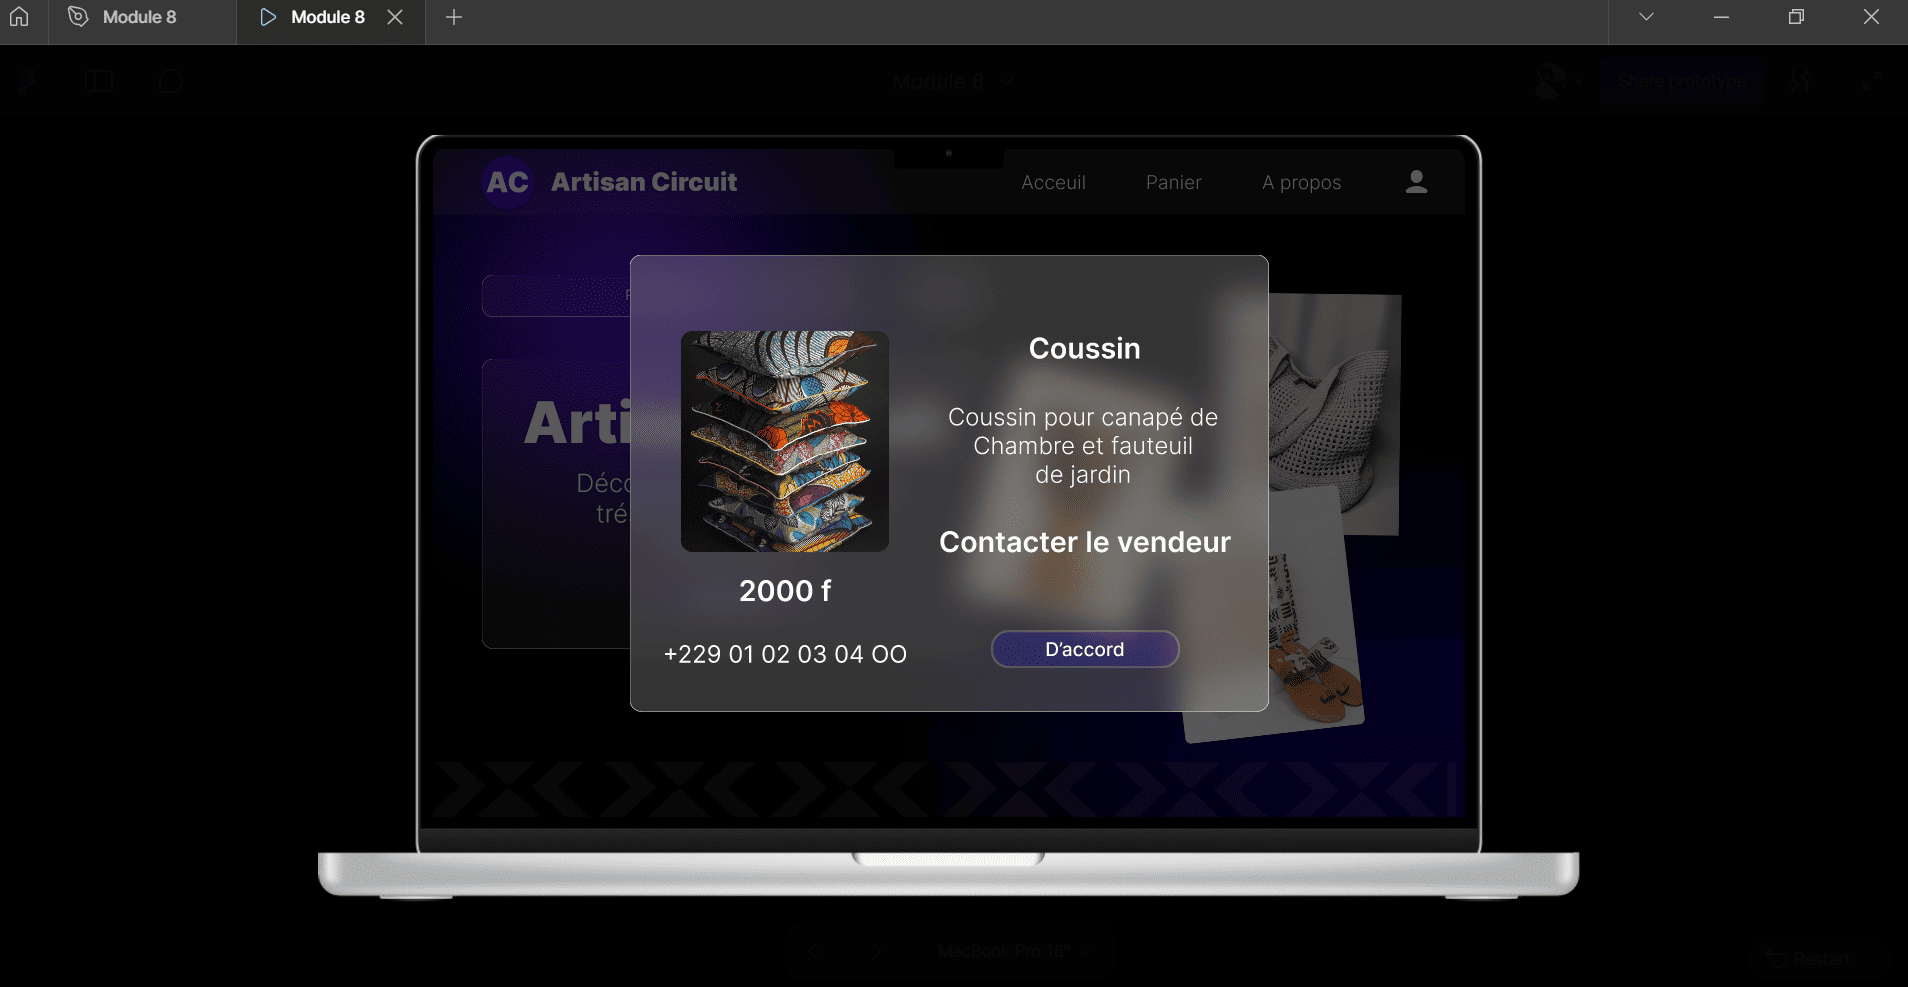 Module 8
Module 8
Module 8
Share prototype
AC Artisan Circuit
Acceuil
Panier
A propos
Arti
Déco
tré
Coussin
Coussin pour canapé de
Chambre et fauteuil
de jardin
Contacter le vendeur
2000 f
+229 01 02 03 04 OO
D’accord
MacBook Pro 16"
Restart